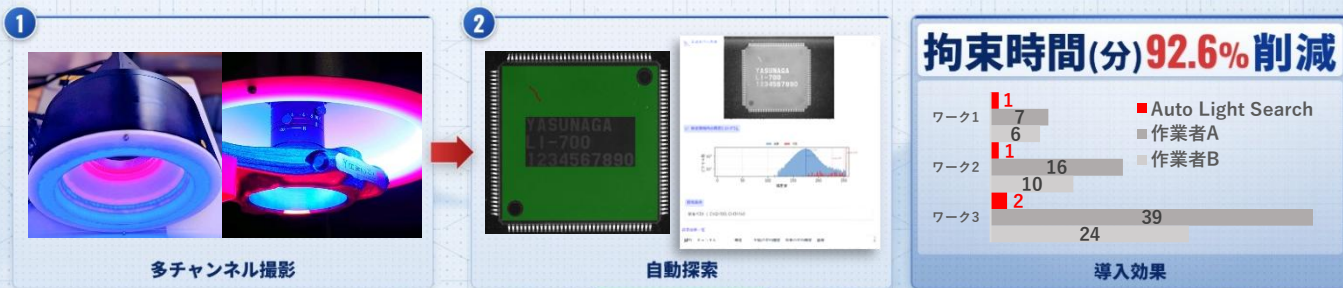 1
多チャンネル撮影
2
YASUNAGA
LI-700
1234567890
YASUNAGA
LI-700
1234567890
自動探索
拘束時間(分)92.6%削減
Auto Light Search
作業者A
作業者B
ワーク1
1
7
6
ワーク2
1
16
10
ワーク3
2
39
24
導入効果